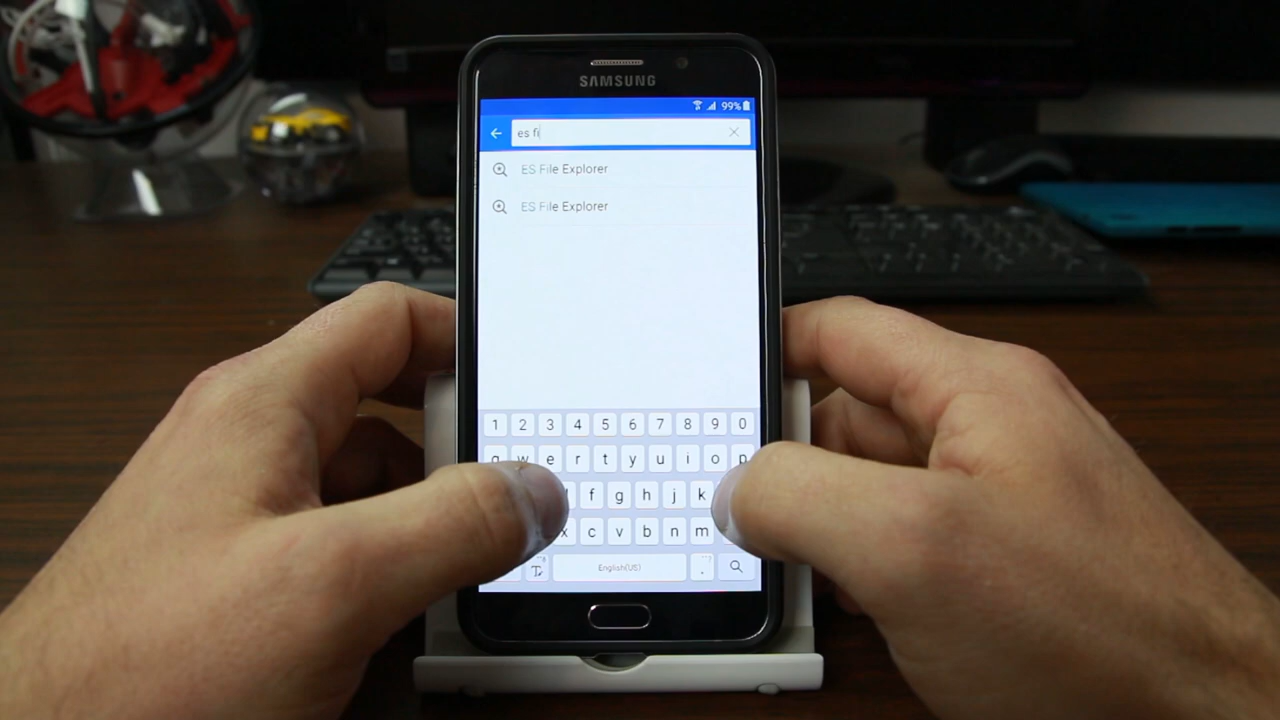 SAMSUNG
99%
es fi
ES File Explorer
ES File Explorer
1 2 3 4 5 6 7 8 9 0
q w e r t y u i o p
f g h j k
x c v b n m
English(US) .